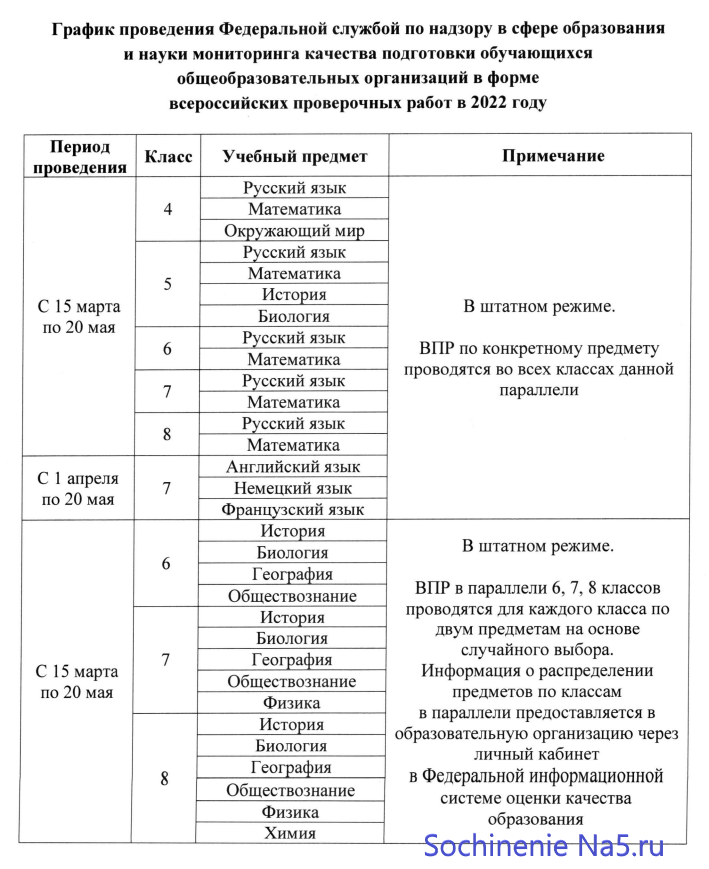 График проведения Федеральной службой по надзору в сфере образования
и науки мониторинга качества подготовки обучающихся
общеобразовательных организаций в форме
всероссийских проверочных работ в 2022 году
Период
проведения
Класс
Учебный предмет
Примечание
С 15 марта
по 20 мая
4
Русский язык
Математика
Окружающий мир
5
Русский язык
Математика
История
Биология
6
Русский язык
Математика
7
Русский язык
Математика
8
Русский язык
Математика
С 1 апреля
по 20 мая
7
Английский язык
Немецкий язык
Французский язык
В штатном режиме.
ВПР по конкретному предмету
проводятся во всех классах данной
параллели
С 15 марта
по 20 мая
6
История
Биология
География
Обществознание
7
История
Биология
География
Обществознание
Физика
8
История
Биология
География
Обществознание
Физика
Химия
В штатном режиме.
ВПР в параллели 6, 7, 8 классов
проводятся для каждого класса по
двум предметам на основе
случайного выбора.
Информация о распределении
предметов по классам
в параллели предоставляется в
образовательную организацию через
личный кабинет
в Федеральной информационной
системе оценки качества
образования
Sochinenie Na5.ru